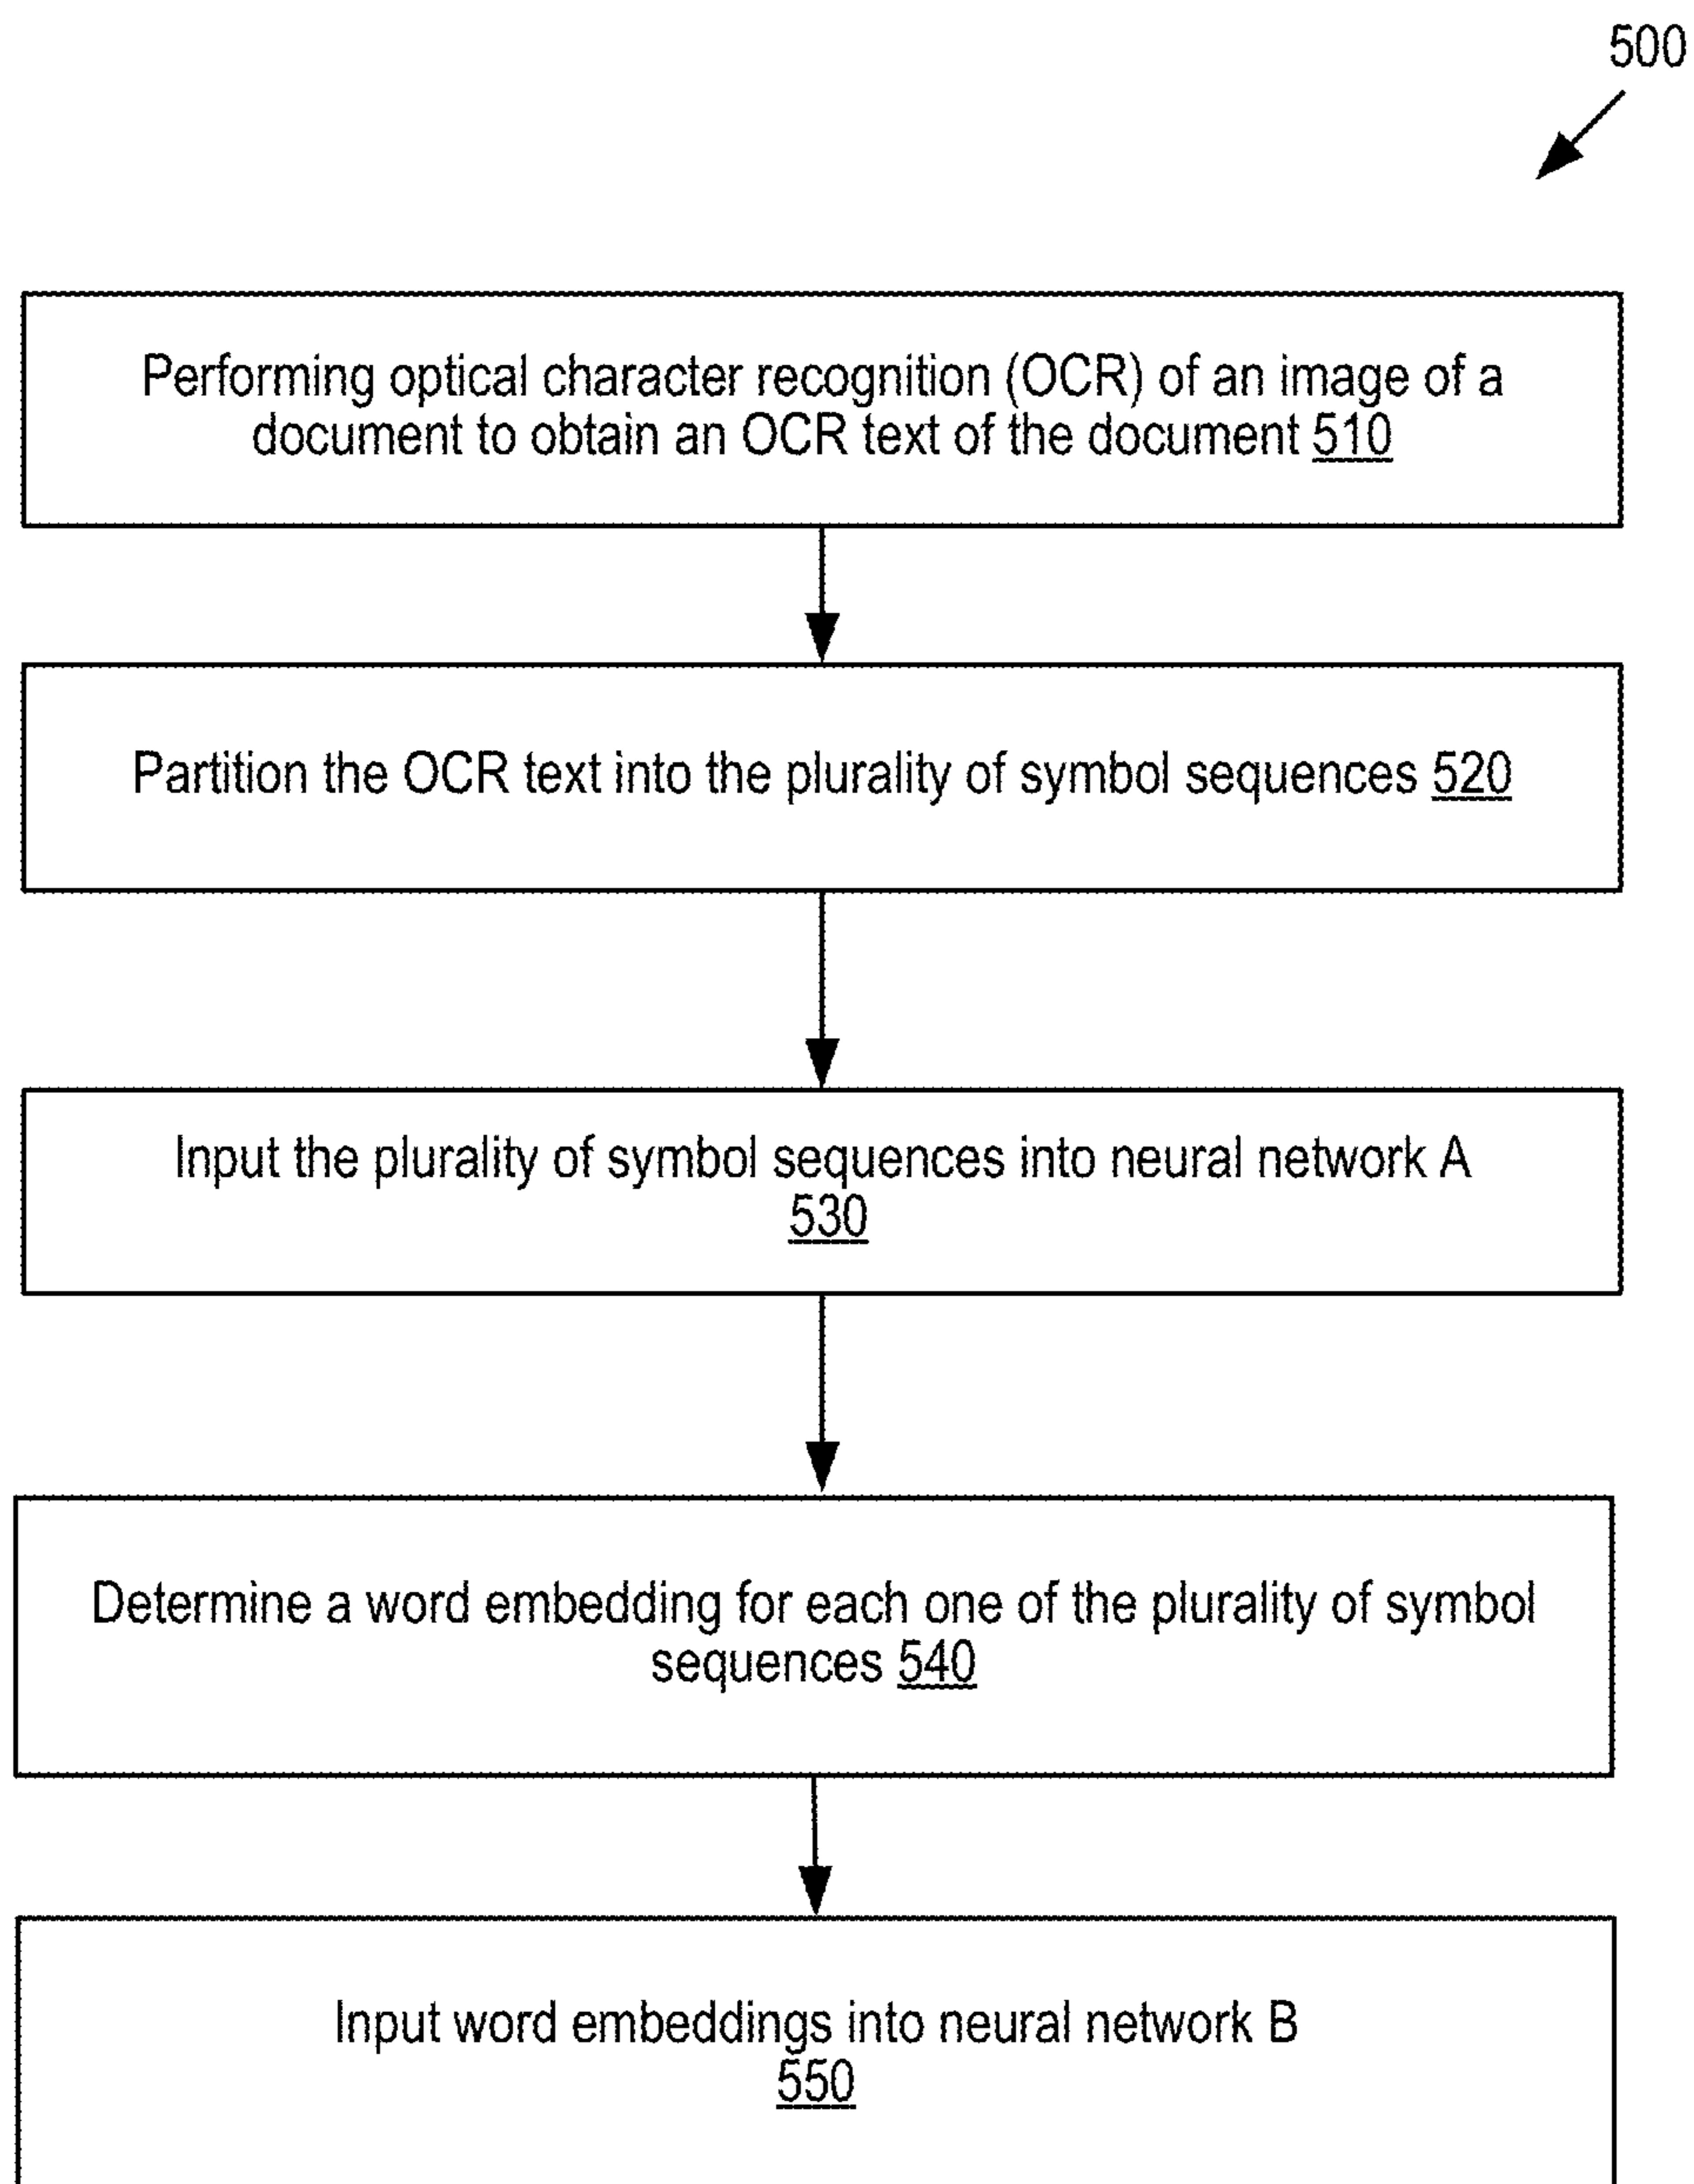 500
Performing optical character recognition (OCR) of an image of a
document to obtain an OCR text of the document 510
Partition the OCR text into the plurality of symbol sequences 520
Input the plurality of symbol sequences into neural network A
530
Determine a word embedding for each one of the plurality of symbol
sequences 540
Input word embeddings into neural network B
550